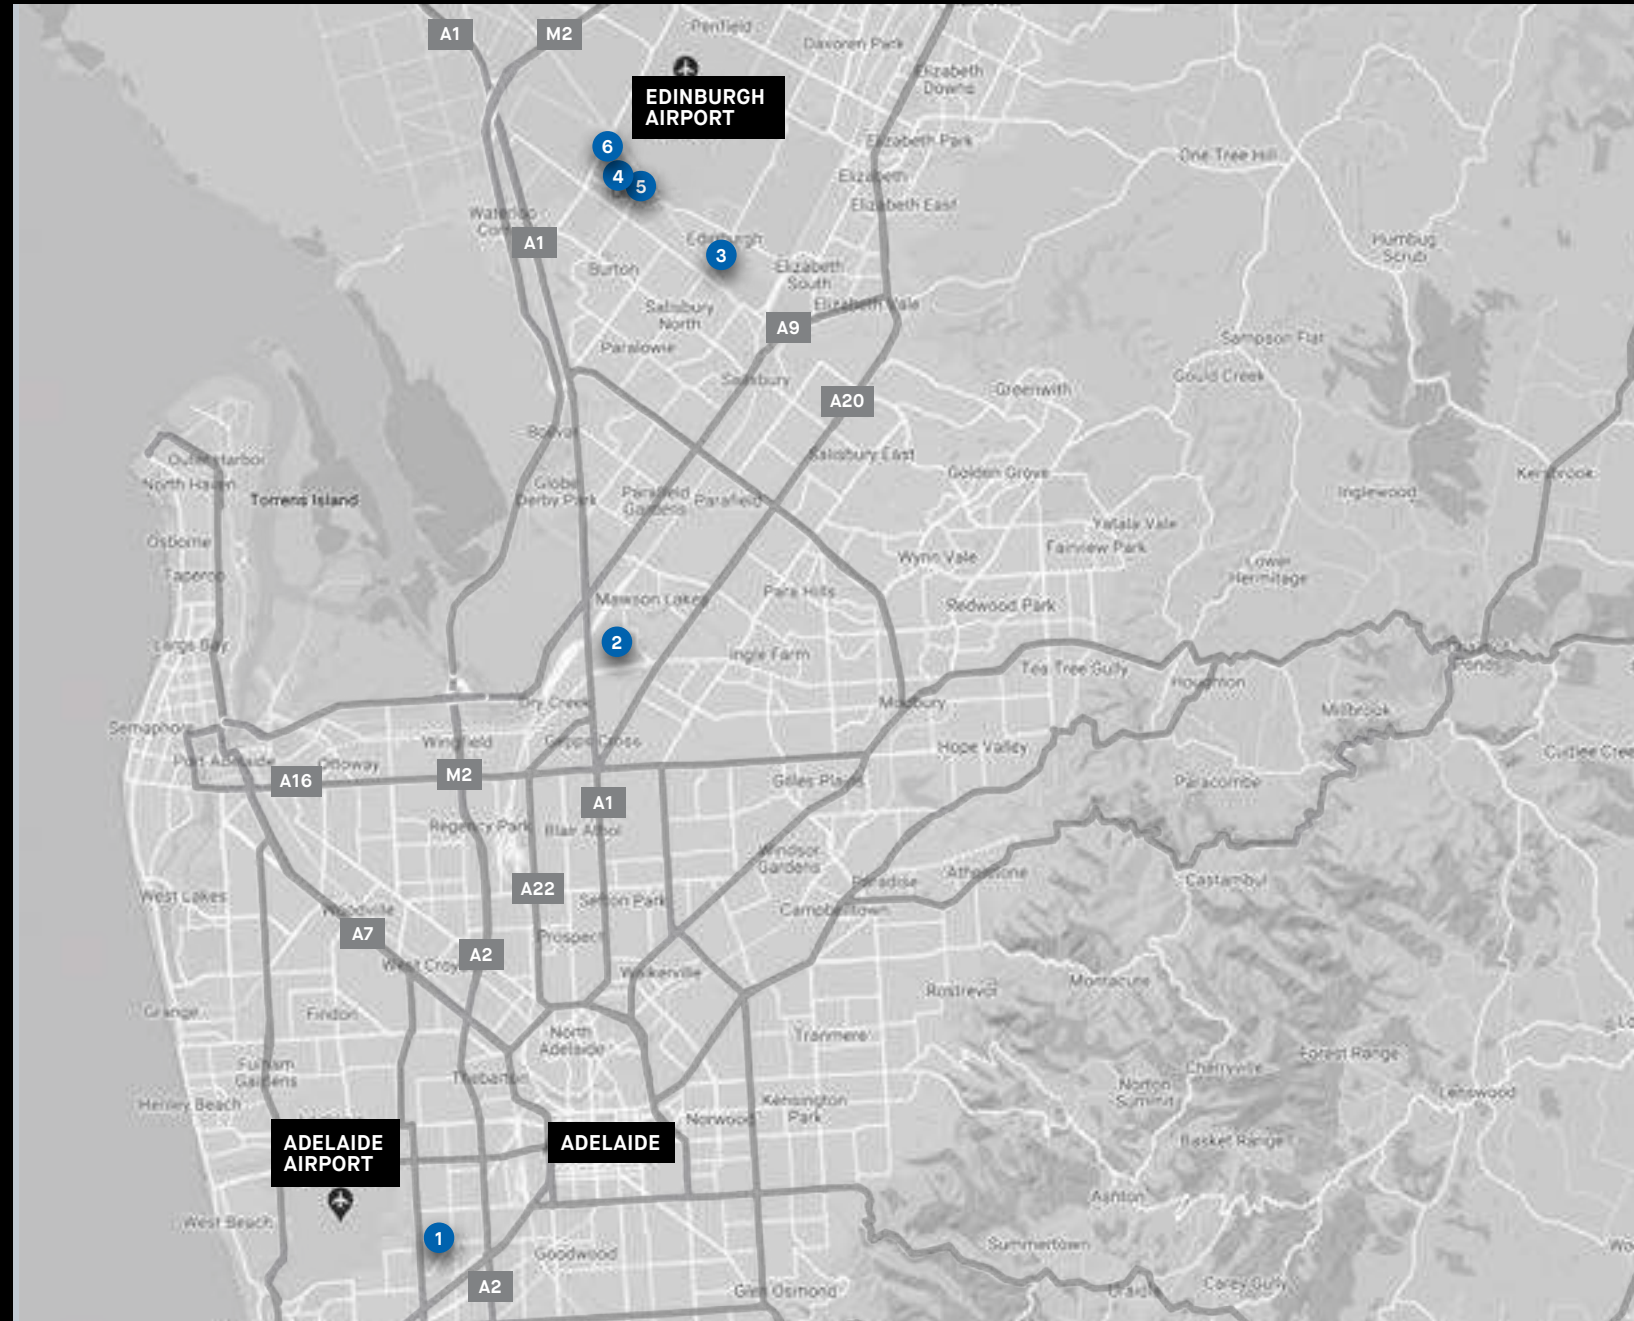 A1
M2
Penfield
Davoren Park
EDINBURGH
AIRPORT
Elizabeth
Downs
6
Elizabeth Park
One Tree Hill
4
5
Elizabeth
Elizabeth East
Waterloo
A1
Edinburgh
3
Humbug
Scrub
Burton
Elizabeth
South
Salisbury
North
Elizabeth Vale
A9
Paralowie
Sampson Flat
Salisbury
Gould Creek
Greenwith
A20
Bolivar
Outer Harbor
North Haven
Salisbury East
Golden Grove
Kersbrook
Torrens Island
Globe
Derby Park
Parafield
Gardens
Parafield
Inglewood
Yatala Vale
Osborne
Fairview Park
Wynn Vale
Taperoo
Lower
Hermitage
Mawson Lakes
Para Hills
Redwood Park
Largs Bay
2
Ingle Farm
Tea Tree Gully
Ponds
Houghton
Dry Creek
Modbury
Millbrook
Semaphore
Wingfield
Gepps Cross
Hope Valley
Port Adelaide
Ottoway
A16
M2
Gilles Plains
Paracombe
A1
Regency Park
Blair Athol
Windsor
Gardens
West Lakes
A22
Sefton Park
Paradise
Athelstone
Castambul
Woodville
Campbelltown
A7
Prospect
A2
Walkerville
Rostrevor
Montacute
Grange
Findon
North
Adelaide
Tranmere
Forest Range
Fulham
Gardens
Thebarton
Cherryville
Norton
Summit
Lenswood
Henley Beach
Kensington
Park
Norwood
ADELAIDE
AIRPORT
ADELAIDE
Basket Range
Ashton
West Beach
1
Goodwood
Summertown
A2
Glen Osmond
Uraidla
Carey Gully